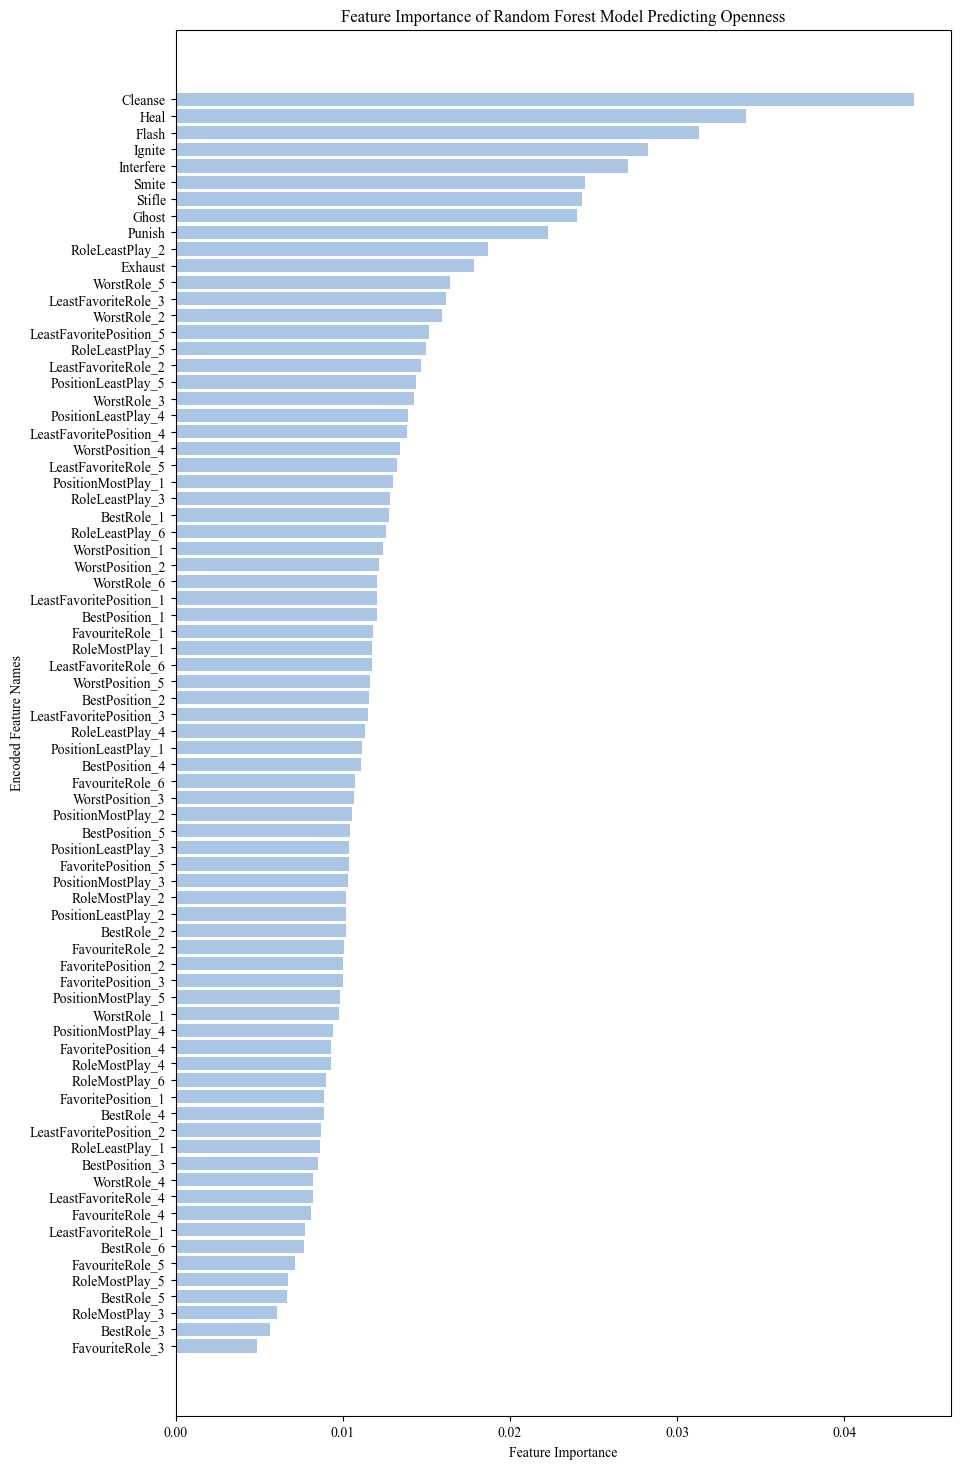 Feature Importance of Random Forest Model Predicting Openness
Cleanse
Heal
Flash
Ignite
Interfere
Smite
Stifle
Ghost
Punish
RoleLeastPlay_2
Exhaust
WorstRole_5
LeastFavoriteRole_3
WorstRole_2
LeastFavoritePosition_5
RoleLeastPlay_5
LeastFavoriteRole_2
PositionLeastPlay_5
WorstRole_3
PositionLeastPlay_4
LeastFavoritePosition_4
WorstPosition_4
LeastFavoriteRole_5
PositionMostPlay_1
RoleLeastPlay_3
BestRole_1
RoleLeastPlay_6
WorstPosition_1
WorstPosition_2
WorstRole_6
LeastFavoritePosition_1
BestPosition_1
FavouriteRole_1
RoleMostPlay_1
LeastFavoriteRole_6
WorstPosition_5
BestPosition_2
LeastFavoritePosition_3
RoleLeastPlay_4
PositionLeastPlay_1
BestPosition_4
FavouriteRole_6
WorstPosition_3
PositionMostPlay_2
BestPosition_5
PositionLeastPlay_3
FavoritePosition_5
PositionMostPlay_3
RoleMostPlay_2
PositionLeastPlay_2
BestRole_2
FavouriteRole_2
FavoritePosition_2
FavoritePosition_3
PositionMostPlay_5
WorstRole_1
PositionMostPlay_4
FavoritePosition_4
RoleMostPlay_4
RoleMostPlay_6
FavoritePosition_1
BestRole_4
LeastFavoritePosition_2
RoleLeastPlay_1
BestPosition_3
WorstRole_4
LeastFavoriteRole_4
FavouriteRole_4
LeastFavoriteRole_1
BestRole_6
FavouriteRole_5
RoleMostPlay_5
BestRole_5
RoleMostPlay_3
BestRole_3
FavouriteRole_3
Encoded Feature Names
0.00 0.01 0.02 0.03 0.04
Feature Importance